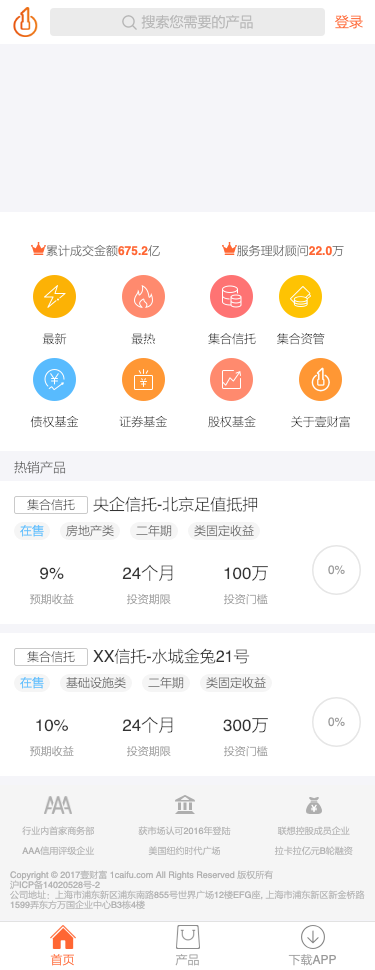 搜索您需要的产品
登录
累计成交金额675.2亿
服务理财顾问22.0万
最新
最热
集合信托
集合资管
债权基金
证券基金
股权基金
关于壹财富
热销产品
集合信托 央企信托-北京足值抵押
在售 房地产类 二年期 类固定收益
9% 24个月 100万 0%
预期收益 投资期限 投资门槛
集合信托 XX信托-水城金兔21号
在售 基础设施类 二年期 类固定收益
10% 24个月 300万 0%
预期收益 投资期限 投资门槛
行业内首家商务部 获市场认可2016年登陆 联想控股成员企业
AAA信用评级企业 美国纽约时代广场 拉卡拉亿元B轮融资
Copyright © 2017壹财富 1caifu.com All Rights Reserved 版权所有
沪ICP备14020528号-2
公司地址：上海市浦东新区浦东南路855号世界广场12楼EFG座, 上海市浦东新区新金桥路
1599弄东方万国企业中心B3栋4楼
首页 产品 下载APP